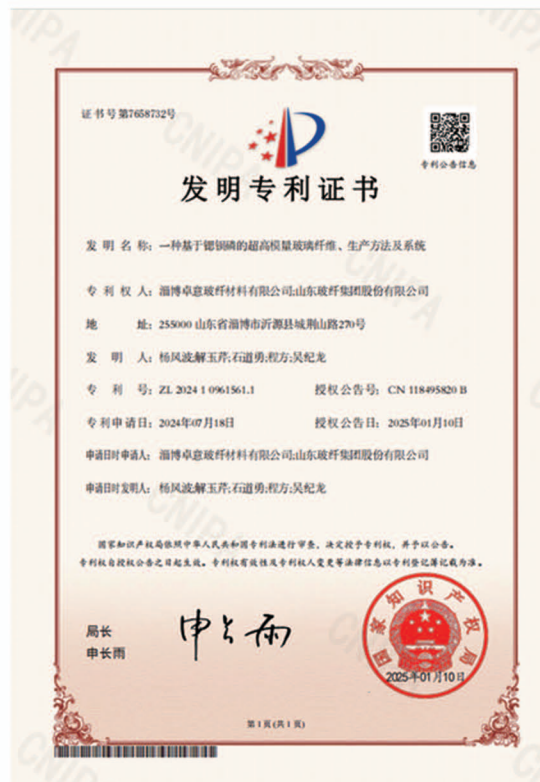 证书号第7658732号
专利公告信息
发明专利证书
发明名称：一种基于锶钡磷的超高模量玻璃纤维、生产方法及系统
专利权人：淄博卓意玻纤材料有限公司;山东玻纤集团股份有限公司
地址：255000 山东省淄博市沂源县城荆山路270号
发明人：杨风波;解玉芹;石道勇;程方;吴纪龙
专利号：ZL 2024 1 0961561.1 授权公告号：CN 118495820 B
专利申请日：2024年07月18日 授权公告日：2025年01月10日
申请日时申请人：淄博卓意玻纤材料有限公司;山东玻纤集团股份有限公司
申请日时发明人：杨风波;解玉芹;石道勇;程方;吴纪龙
国家知识产权局依照中华人民共和国专利法进行审查，决定授予专利权，并予以公告。
专利权自授权公告之日起生效。专利权有效性及专利权人变更等法律信息以专利登记簿记载为准。
局长
申长雨
申长雨
国家知识产权局
2025年01月10日
第1页(共1页)
CNIPA
CNIPA
CNIPA
CNIPA
CNIPA
CNIPA